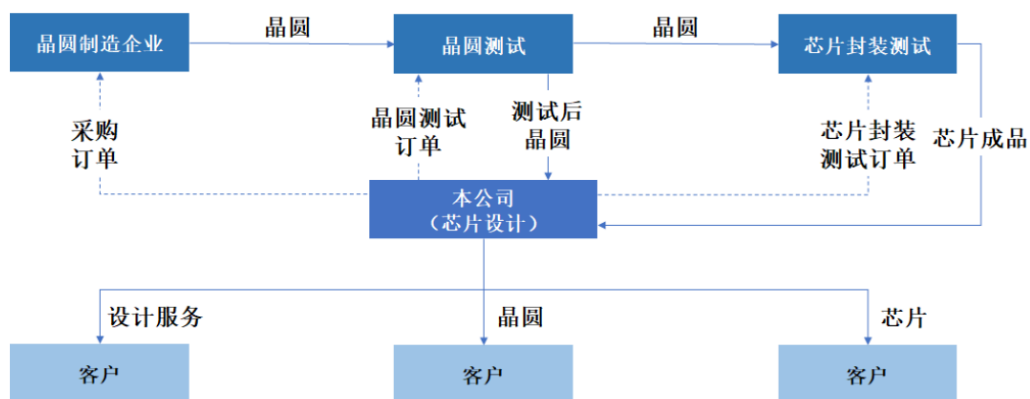 晶圆制造企业
晶圆
晶圆测试
晶圆
芯片封装测试
采购
订单
晶圆测试
订单
测试后
晶圆
芯片封装
测试订单
芯片成品
本公司
（芯片设计）
设计服务
晶圆
芯片
客户
客户
客户